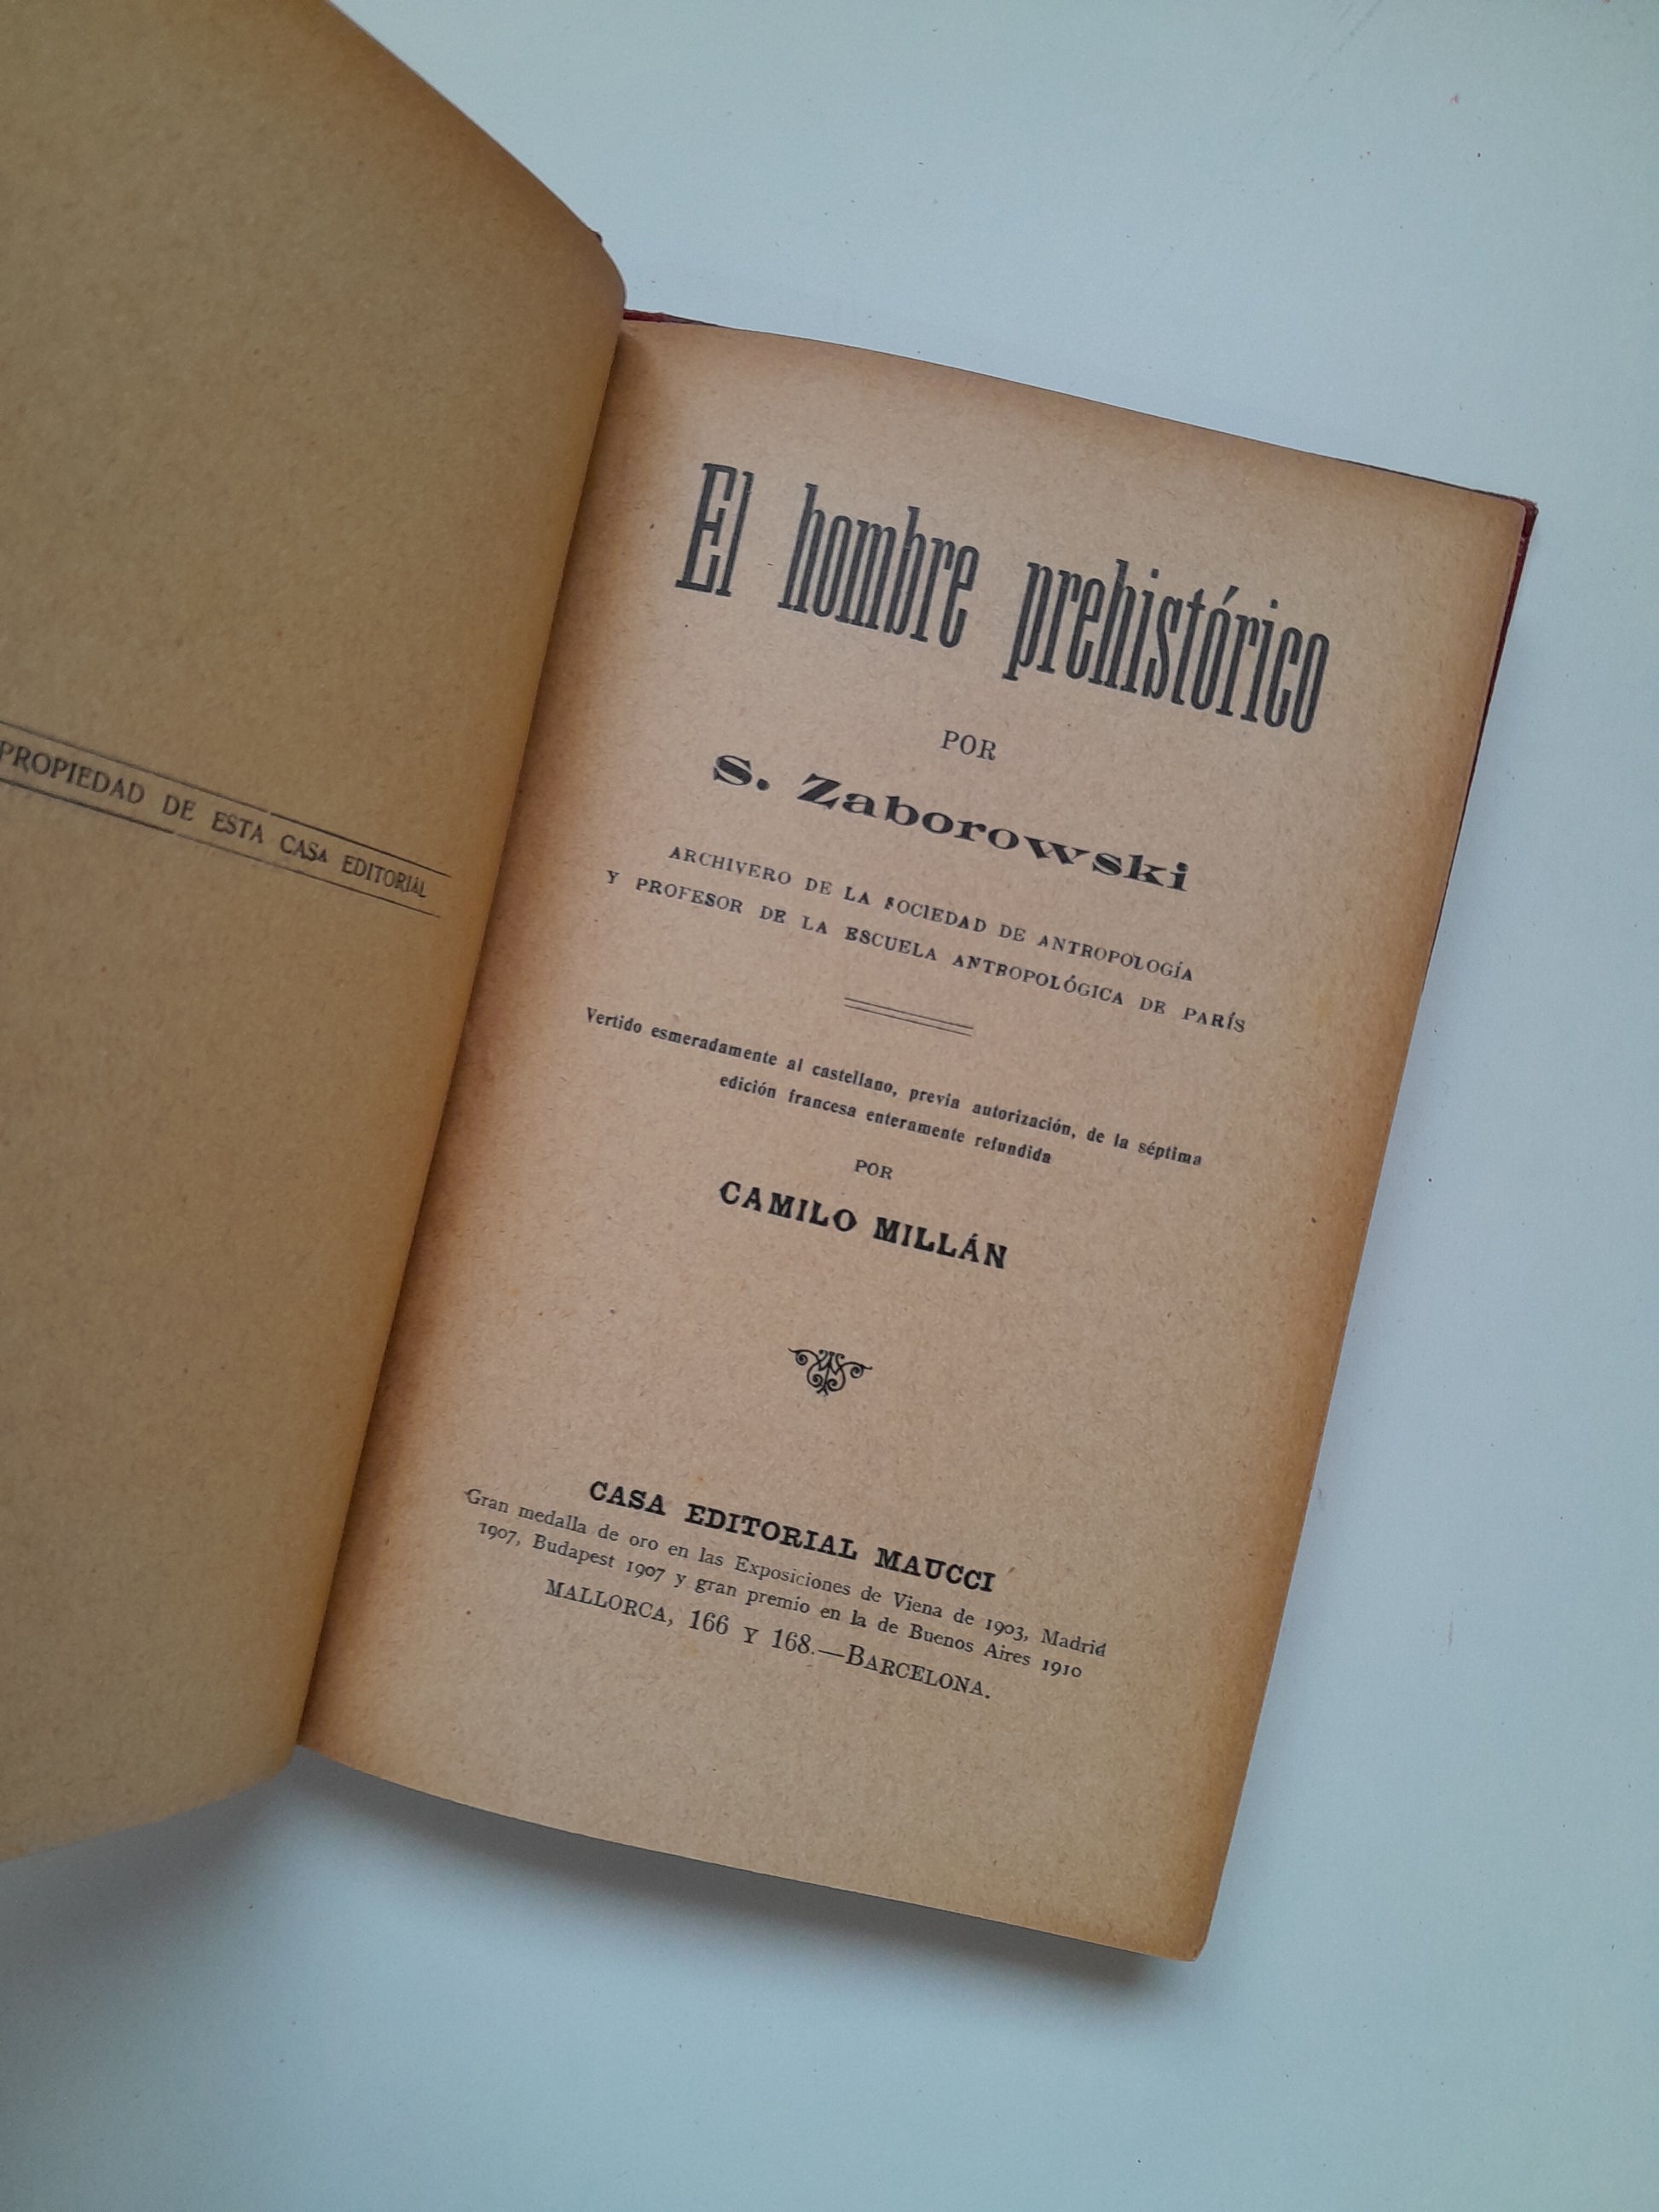 PROPIEDAD DE ESTA CASA EDITORIAL
El hombre prehistórico
POR
S. Zaborowski
ARCHIVERO DE LA SOCIEDAD DE ANTROPOLOGÍA
Y PROFESOR DE LA ESCUELA ANTROPOLÓGICA DE PARÍS
Vertido esmeradamente al castellano, previa autorización, de la séptima
edición francesa enteramente refundida
POR
CAMILO MILLÁN
CASA EDITORIAL MAUCCI
Gran medalla de oro en las Exposiciones de Viena de 1903, Madrid
1907, Budapest 1907 y gran premio en la de Buenos Aires 1910
MALLORCA, 166 Y 168.—BARCELONA.